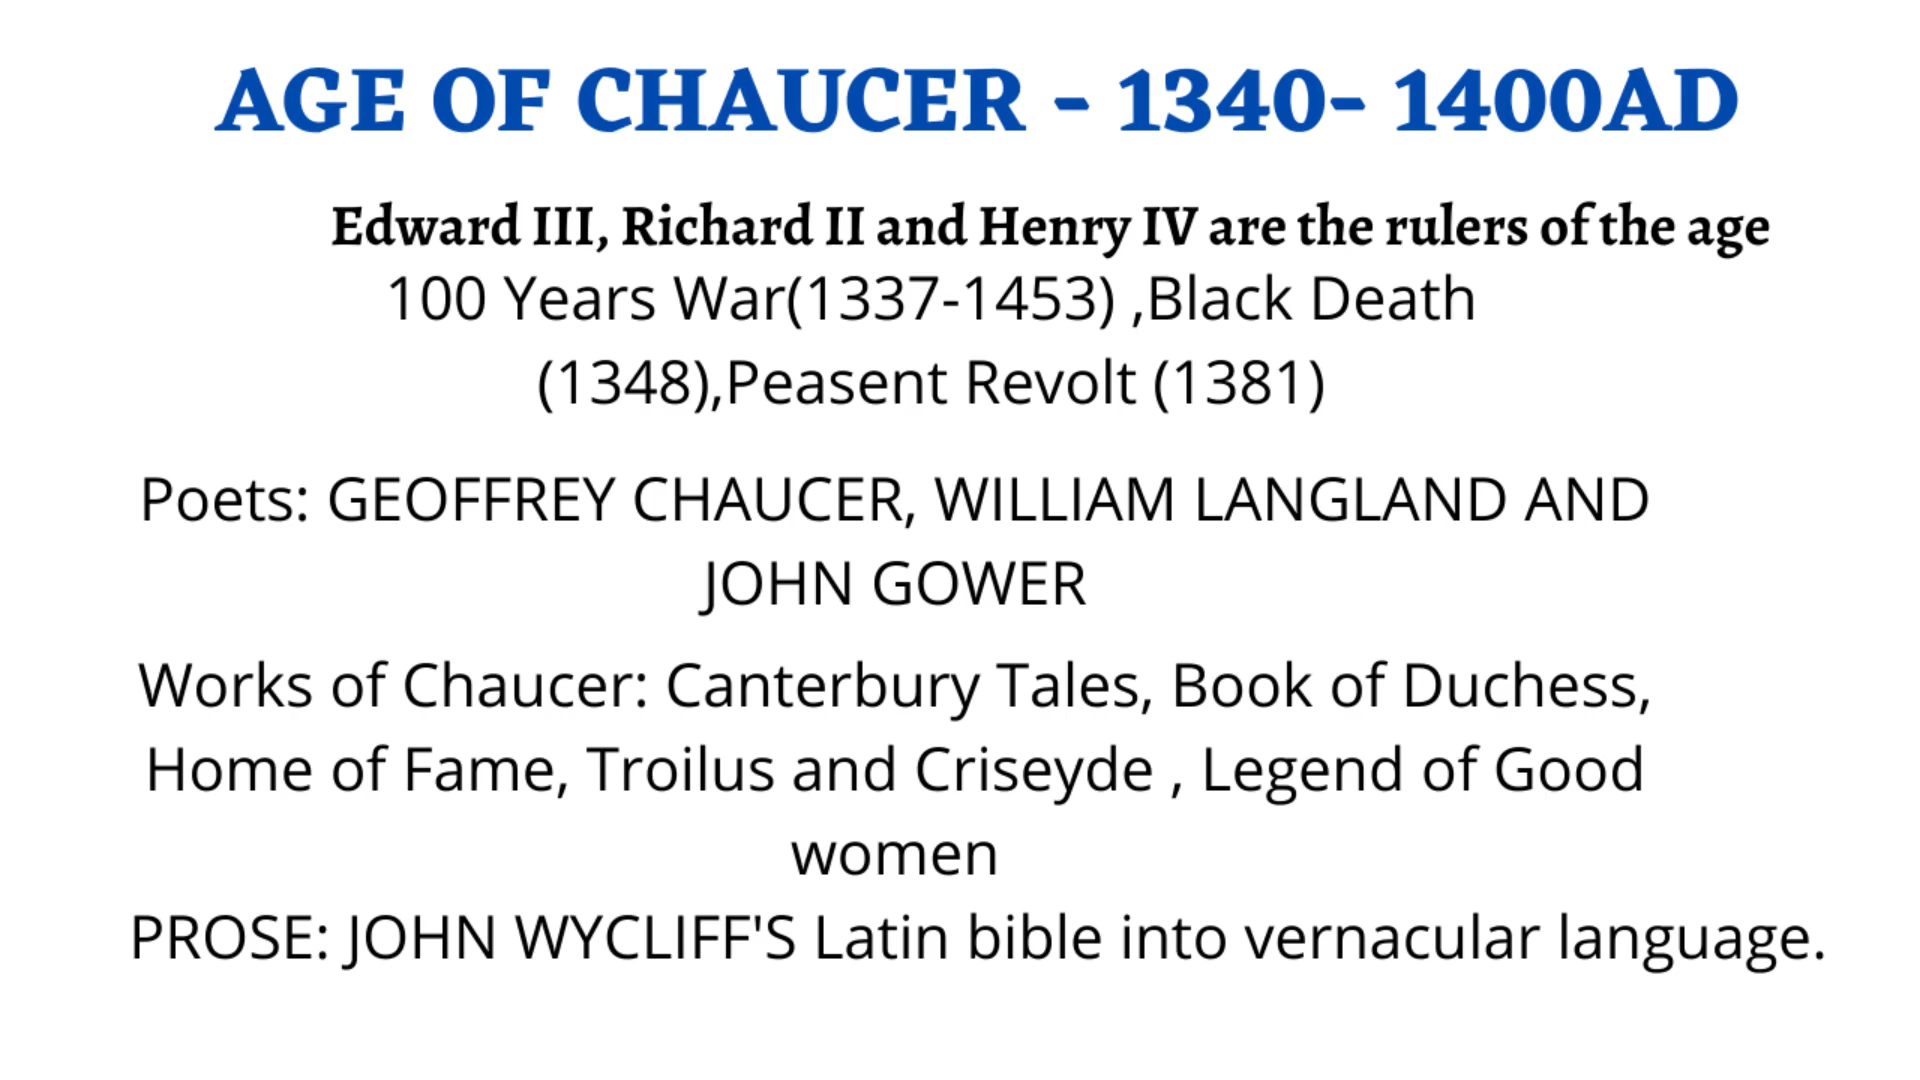 AGE OF CHAUCER - 1340- 1400AD
Edward III, Richard II and Henry IV are the rulers of the age
100 Years War(1337-1453) ,Black Death
(1348),Peasent Revolt (1381)
Poets: GEOFFREY CHAUCER, WILLIAM LANGLAND AND
JOHN GOWER
Works of Chaucer: Canterbury Tales, Book of Duchess,
Home of Fame, Troilus and Criseyde , Legend of Good
women
PROSE: JOHN WYCLIFF'S Latin bible into vernacular language.